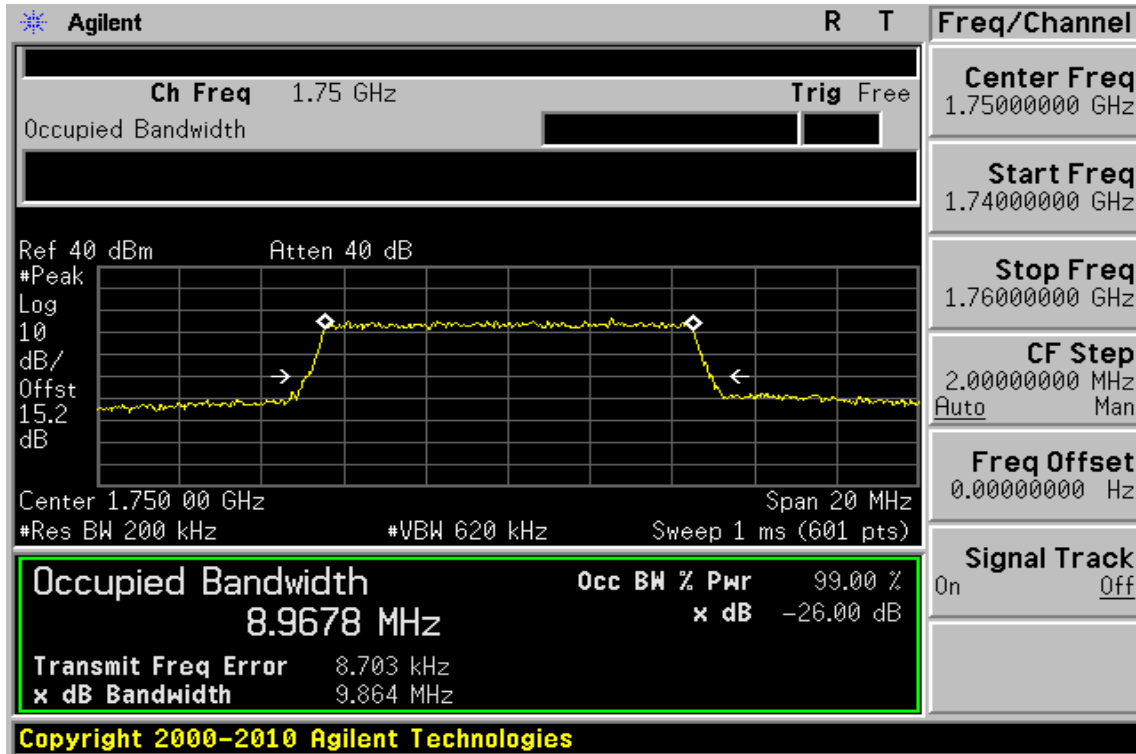 Agilent R T
Ch Freq 1.75 GHz Trig Free
Occupied Bandwidth
Ref 40 dBm Atten 40 dB
#Peak
Log
10
dB/
Offst
15.2
dB
Center 1.750 00 GHz Span 20 MHz
#Res BW 200 kHz #VBW 620 kHz Sweep 1 ms (601 pts)
Occupied Bandwidth Occ BW % Pwr 99.00 %
8.9678 MHz x dB -26.00 dB
Transmit Freq Error 8.703 kHz
x dB Bandwidth 9.864 MHz
Copyright 2000-2010 Agilent Technologies
Freq/Channel
Center Freq
1.75000000 GHz
Start Freq
1.74000000 GHz
Stop Freq
1.76000000 GHz
CF Step
2.00000000 MHz
Auto Man
Freq Offset
0.00000000 Hz
Signal Track
On Off